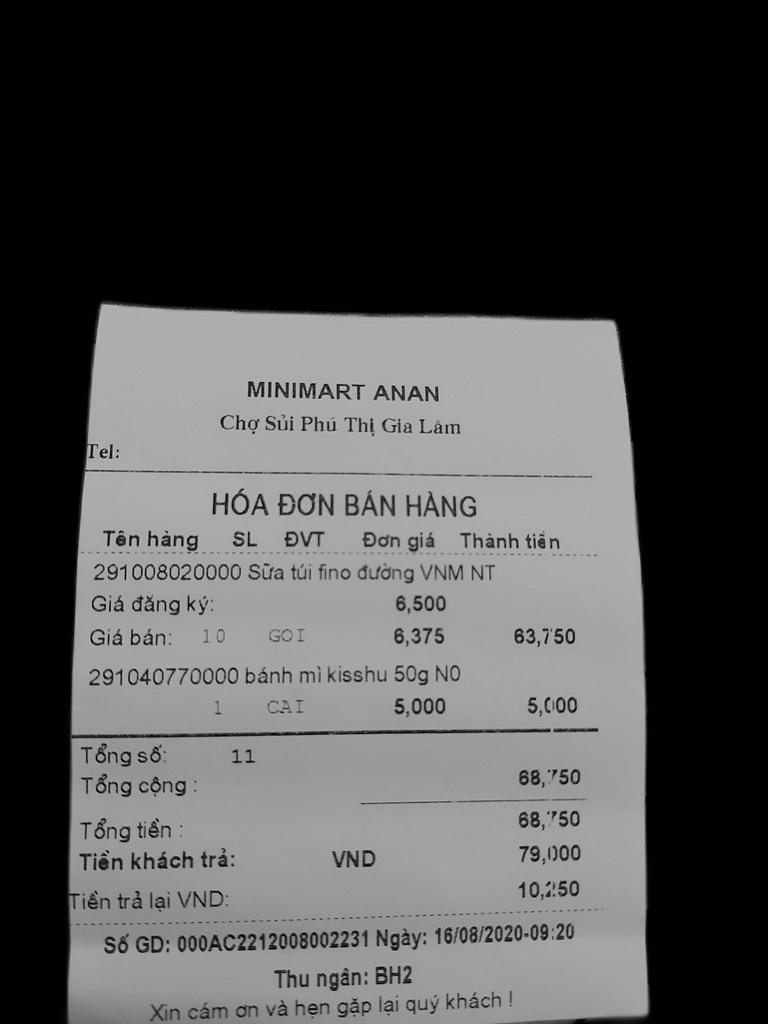 MINIMART ANAN
Chợ Sủi Phú Thị Gia Lâm
Tel:
HÓA ĐƠN BÁN HÀNG
Tên hàng SL ĐVT Đơn giá Thành tiền
291008020000 Sữa túi fino đường VNM NT
Giá đăng ký: 6,500
Giá bán: 10 GOI 6,375 63,750
291040770000 bánh mì kisshu 50g N0
1 CAI 5,000 5,000
Tổng số: 11
Tổng cộng : 68,750
Tổng tiền : 68,750
Tiền khách trả: VND 79,000
Tiền trả lại VND: 10,250
Số GD: 000AC2212008002231 Ngày: 16/08/2020-09:20
Thu ngân: BH2
Xin cám ơn và hẹn gặp lại quý khách !